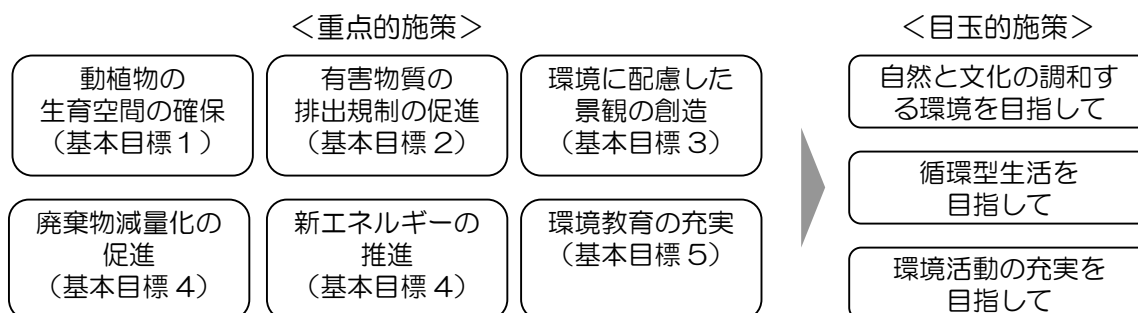 ＜重点的施策＞
動植物の
生育空間の確保
（基本目標１）
有害物質の
排出規制の促進
（基本目標２）
環境に配慮した
景観の創造
（基本目標３）
廃棄物減量化の
促進
（基本目標４）
新エネルギーの
推進
（基本目標４）
環境教育の充実
（基本目標５）
＜目玉的施策＞
自然と文化の調和す
る環境を目指して
循環型生活を
目指して
環境活動の充実を
目指して